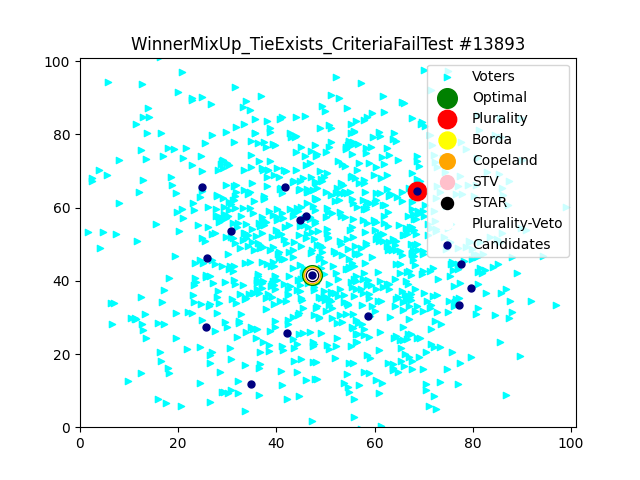 WinnerMixUp_TieExists_CriteriaFailTest #13893
100
80
60
40
20
0
0
20
40
60
80
100
Voters
Optimal
Plurality
Borda
Copeland
STV
STAR
Plurality-Veto
Candidates